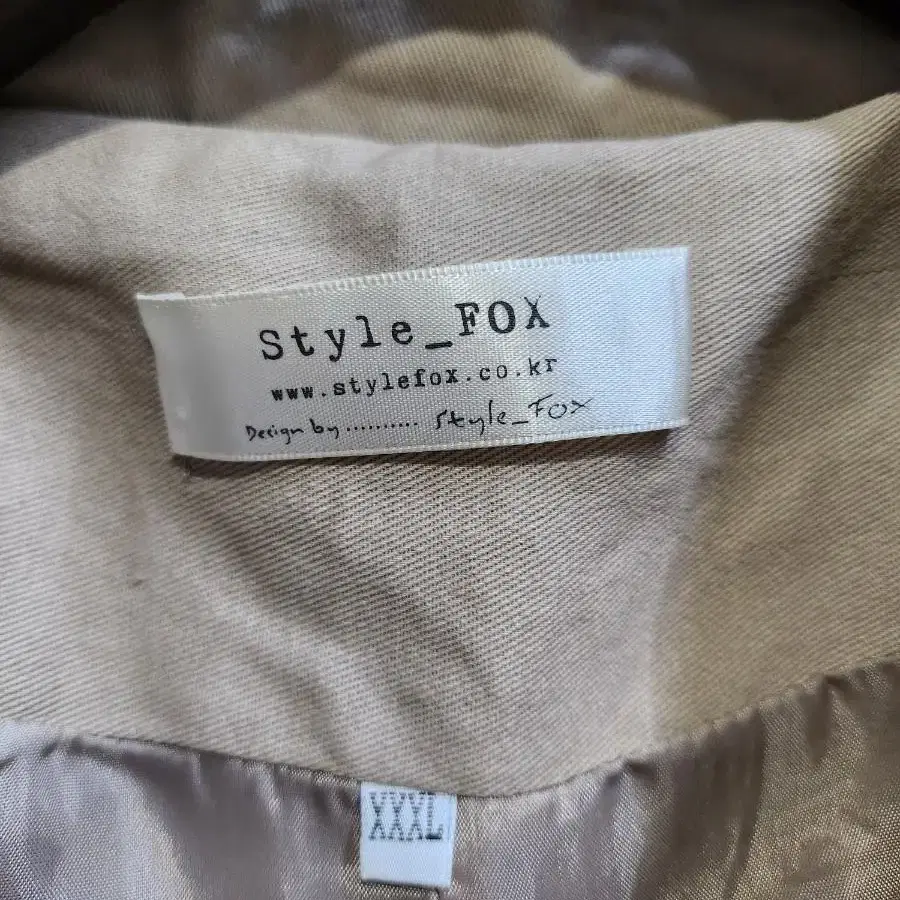 Style_FOX
www.stylefox.co.kr
Design by.......... Style_Fox
XXXL